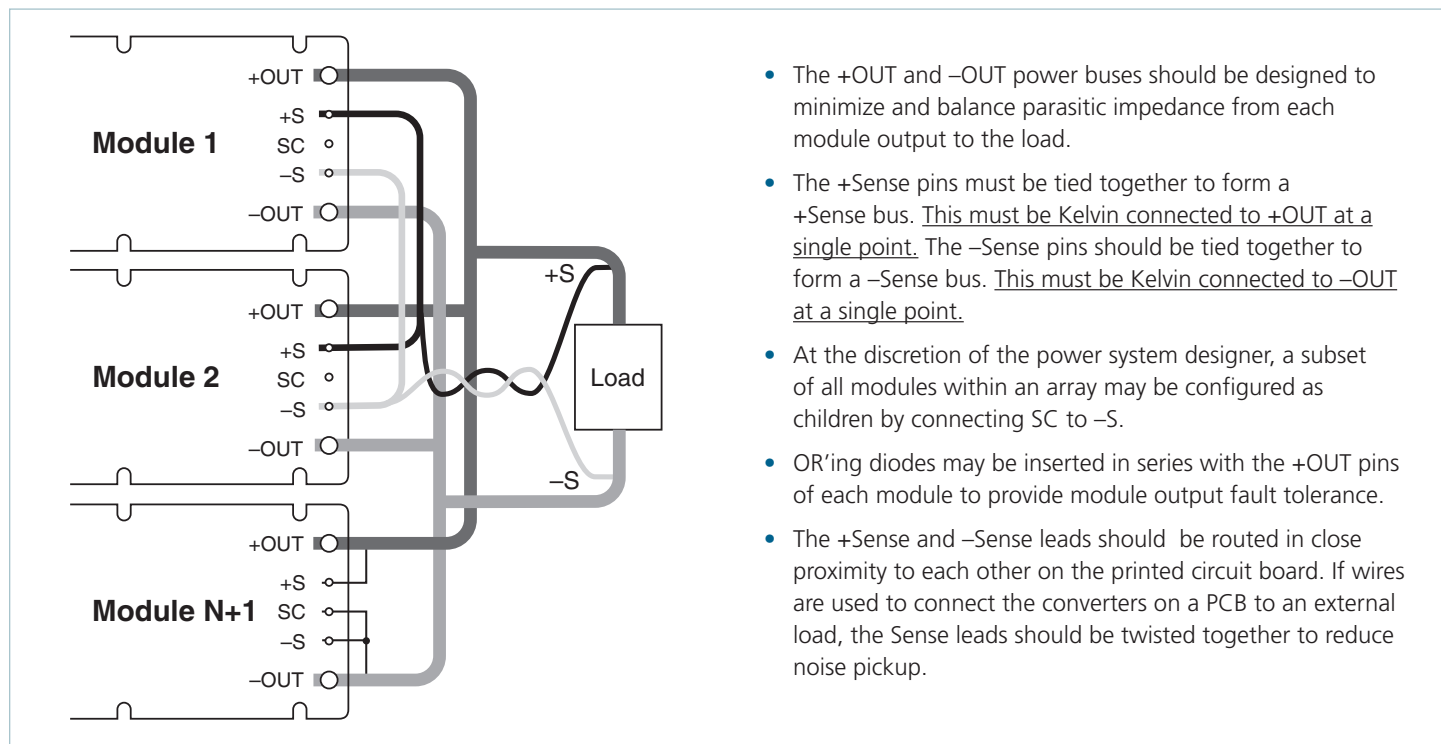 +OUT
+S
Module 1
SC
–S
–OUT
+OUT
+S
Module 2
SC
–S
–OUT
+OUT
+S
Module N+1
SC
–S
–OUT
+S
Load
–S
• The +OUT and –OUT power buses should be designed to
minimize and balance parasitic impedance from each
module output to the load.
• The +Sense pins must be tied together to form a
+Sense bus. This must be Kelvin connected to +OUT at a
single point. The –Sense pins should be tied together to
form a –Sense bus. This must be Kelvin connected to –OUT
at a single point.
• At the discretion of the power system designer, a subset
of all modules within an array may be configured as
children by connecting SC to –S.
• OR'ing diodes may be inserted in series with the +OUT pins
of each module to provide module output fault tolerance.
• The +Sense and –Sense leads should be routed in close
proximity to each other on the printed circuit board. If wires
are used to connect the converters on a PCB to an external
load, the Sense leads should be twisted together to reduce
noise pickup.